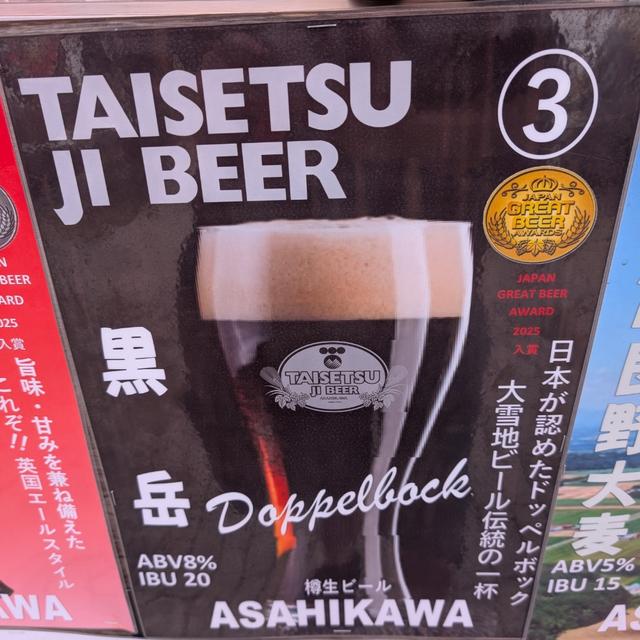 TAISETSU
JI BEER
③
JAPAN
GREAT
BEER
AWARDS
JAPAN
GREAT BEER
AWARD
2025
入賞
日本が認めたドッペルボック
大雪地ビール伝統の一杯
黒岳
TAISETSU
JI BEER
Doppelbock
ABV8%
IBU 20
樽生ビール
ASAHIKAWA
BEER
2025
入賞
旨味・甘みを兼ね備えた
これぞ!! 英国エールスタイル
野大麦
ABV5%
IBU 15